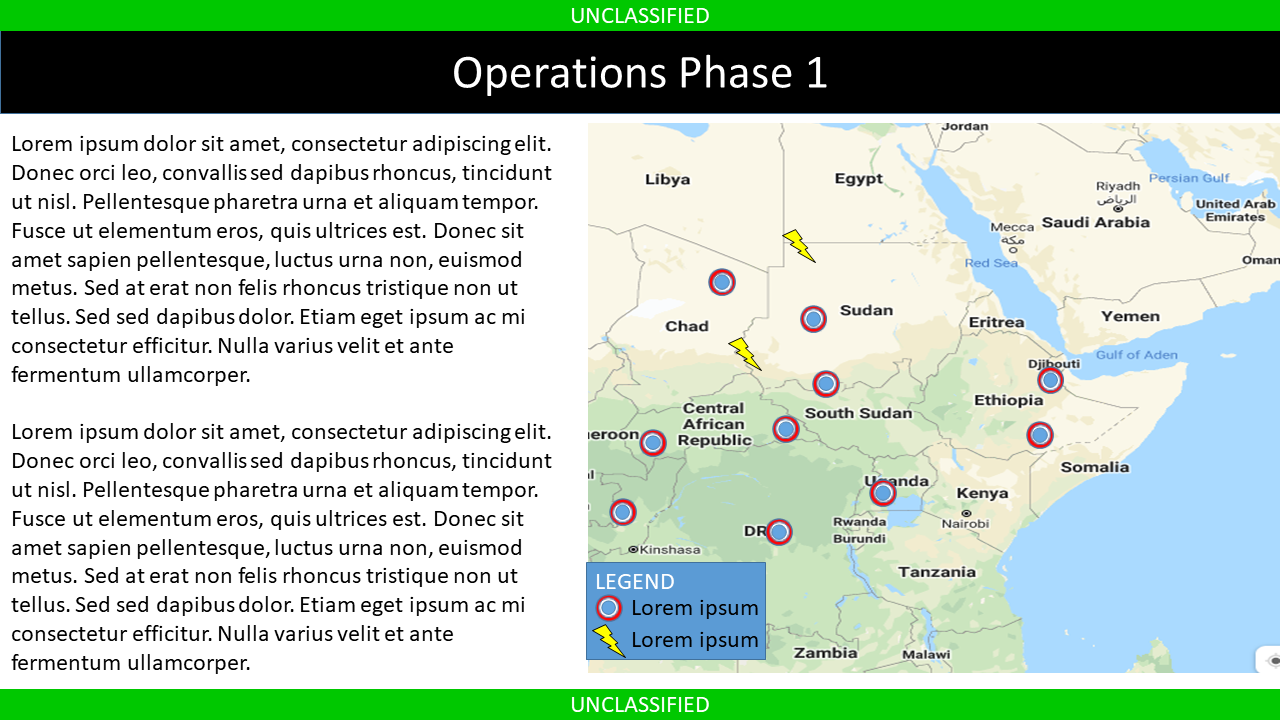 UNCLASSIFIED
Operations Phase 1
Lorem ipsum dolor sit amet, consectetur adipiscing elit.
Donec orci leo, convallis sed dapibus rhoncus, tincidunt
ut nisl. Pellentesque pharetra urna et aliquam tempor.
Fusce ut elementum eros, quis ultrices est. Donec sit
amet sapien pellentesque, luctus urna non, euismod
metus. Sed at erat non felis rhoncus tristique non ut
tellus. Sed sed dapibus dolor. Etiam eget ipsum ac mi
consectetur efficitur. Nulla varius velit et ante
fermentum ullamcorper.
Lorem ipsum dolor sit amet, consectetur adipiscing elit.
Donec orci leo, convallis sed dapibus rhoncus, tincidunt
ut nisl. Pellentesque pharetra urna et aliquam tempor.
Fusce ut elementum eros, quis ultrices est. Donec sit
amet sapien pellentesque, luctus urna non, euismod
metus. Sed at erat non felis rhoncus tristique non ut
tellus. Sed sed dapibus dolor. Etiam eget ipsum ac mi
consectetur efficitur. Nulla varius velit et ante
fermentum ullamcorper.
Jordan
Libya
Egypt
Persian Gulf
Riyadh
الرياض
United Arab
Emirates
Saudi Arabia
Mecca
مكة
Red Sea
Oman
Sudan
Chad
Eritrea
Yemen
Gulf of Aden
Djibouti
Ethiopia
Central
African
Republic
South Sudan
eroon
Somalia
Uganda
Kenya
Nairobi
DR
Rwanda
Burundi
Kinshasa
Tanzania
LEGEND
Lorem ipsum
Lorem ipsum
Zambia
Malawi
UNCLASSIFIED